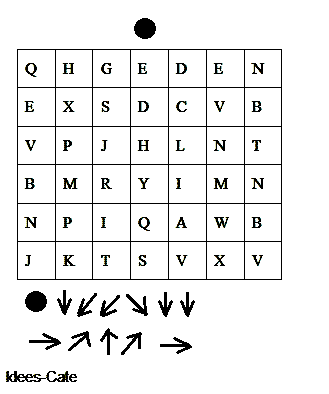 Q H G E D E N
E X S D C V B
V P J H L N T
B M R Y I M N
N P I Q A W B
J K T S V X V
Idees-Cate